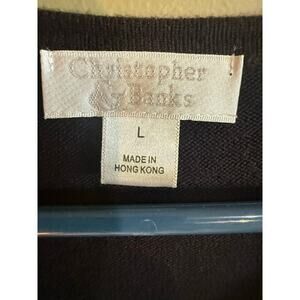 Christopher
& Banks
L
MADE IN
HONG KONG